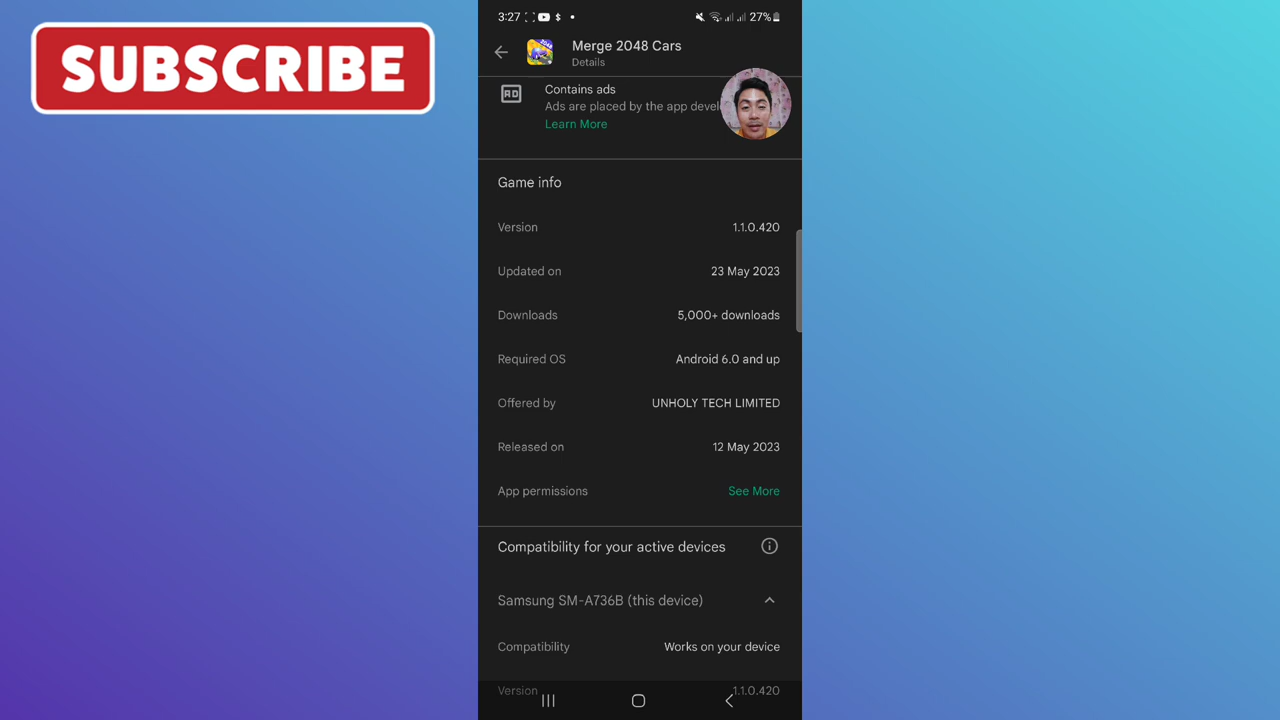 SUBSCRIBE
3:27
27%
Merge 2048 Cars
Details
AD
Contains ads
Ads are placed by the app
Learn More
Game info
Version 1.1.0.420
Updated on 23 May 2023
Downloads 5,000+ downloads
Required OS Android 6.0 and up
Offered by UNHOLY TECH LIMITED
Released on 12 May 2023
App permissions See More
Compatibility for your active devices
Samsung SM-A736B (this device)
Compatibility Works on your device
Version 1.1.0.420